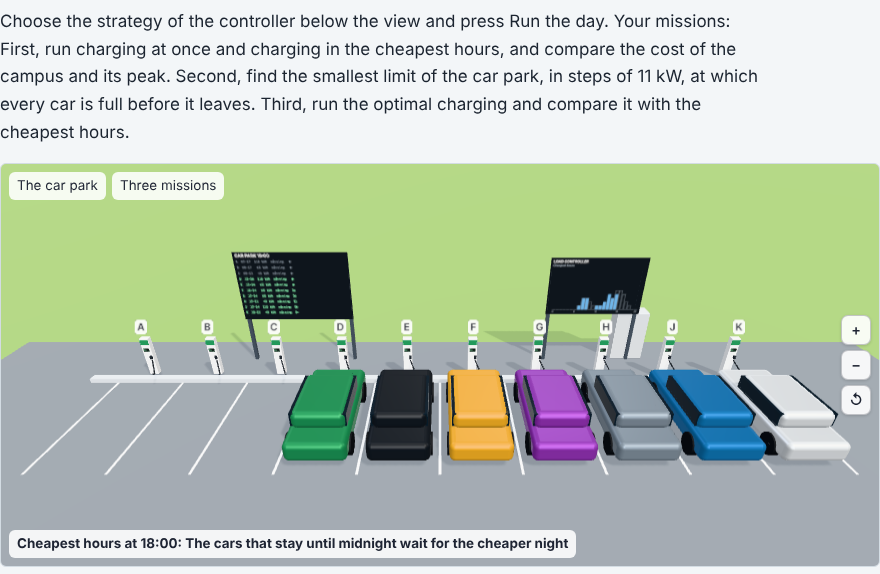 Choose the strategy of the controller below the view and press Run the day. Your missions:
First, run charging at once and charging in the cheapest hours, and compare the cost of the
campus and its peak. Second, find the smallest limit of the car park, in steps of 11 kW, at which
every car is full before it leaves. Third, run the optimal charging and compare it with the
cheapest hours.
The car park
Three missions
LOAD CONTROLLER
A
B
C
D
E
F
G
H
J
K
+
−
Cheapest hours at 18:00: The cars that stay until midnight wait for the cheaper night